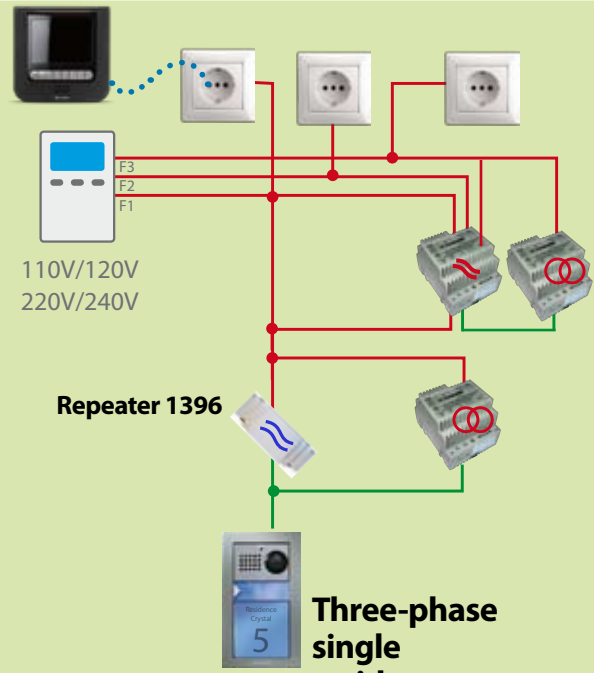 F3
F2
F1
110V/120V
220V/240V
Repeater 1396
Residence
Crystal
5
Three-phase
single